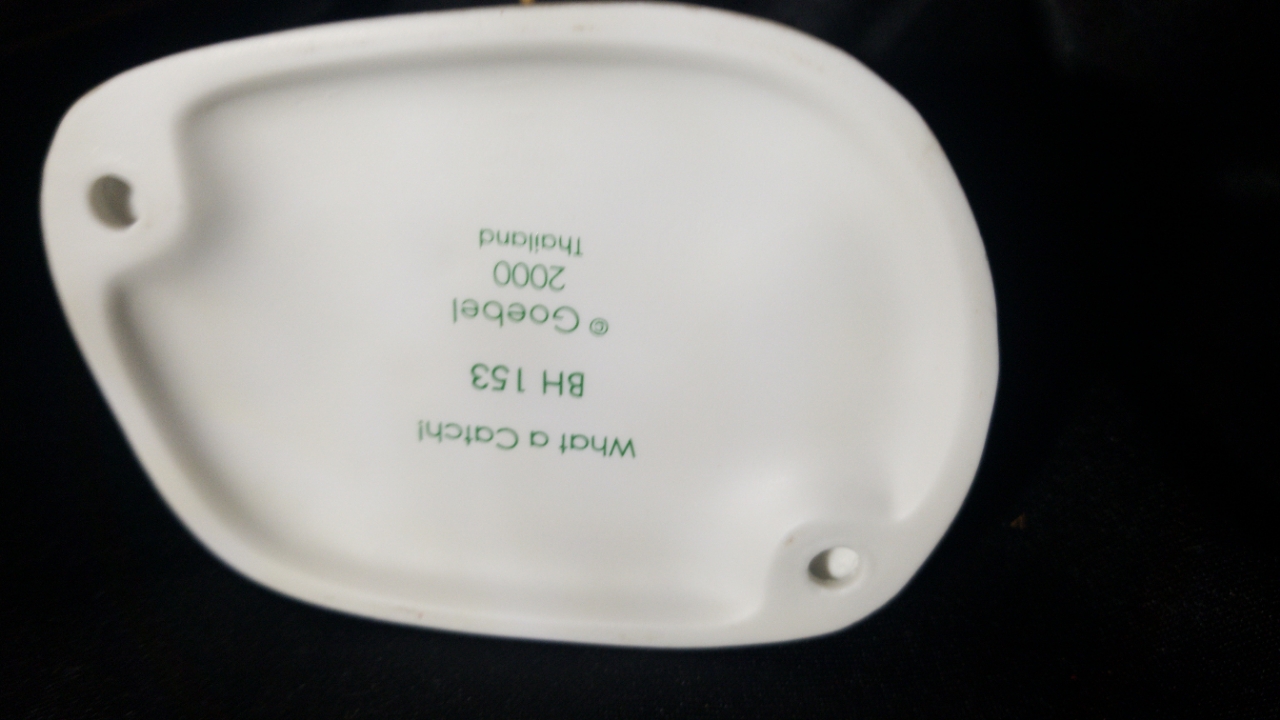 What a Catch!
BH 153
© Goebel
2000
Thailand